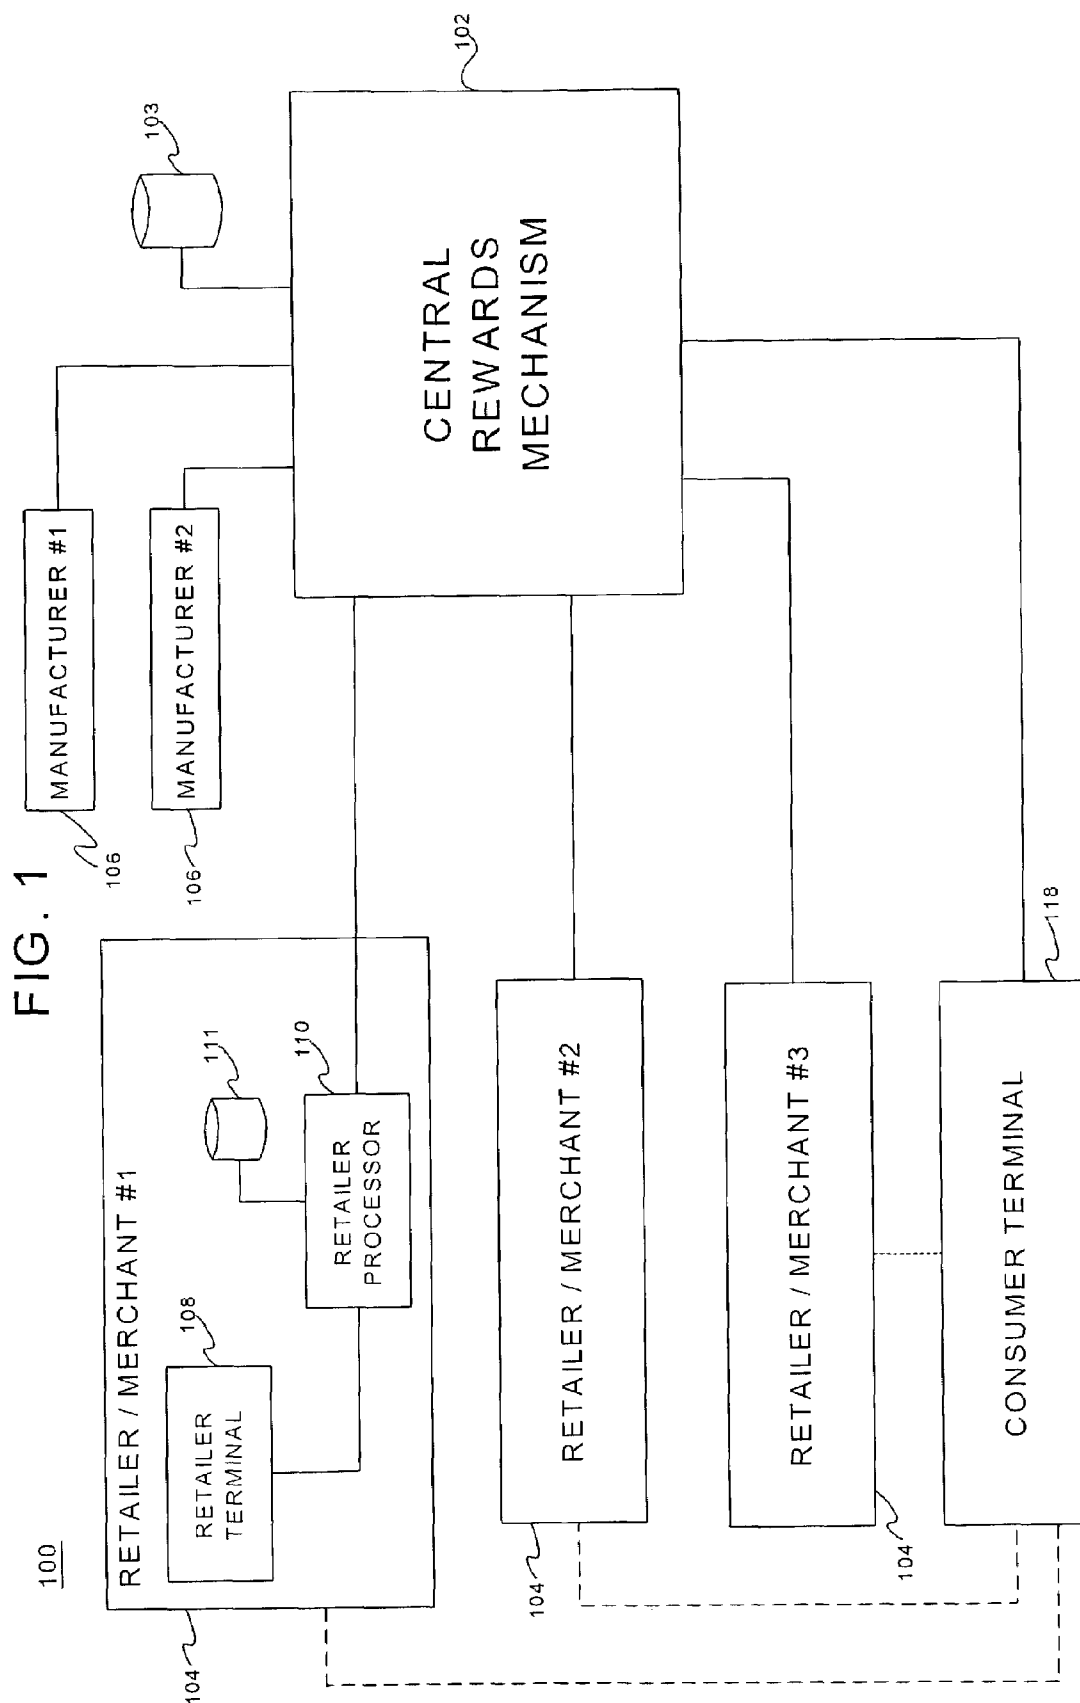 FIG. 1
100
RETAILER / MERCHANT #1
104
RETAILER
TERMINAL
108
111
RETAILER
PROCESSOR
110
MANUFACTURER #1
106
MANUFACTURER #2
106
103
CENTRAL
REWARDS
MECHANISM
102
RETAILER / MERCHANT #2
104
RETAILER / MERCHANT #3
104
CONSUMER TERMINAL
118